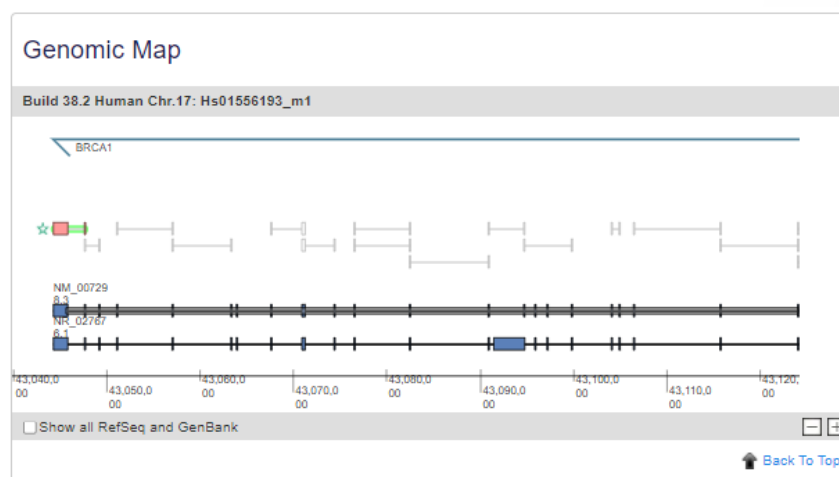 Genomic Map
Build 38.2 Human Chr.17: Hs01556193_m1
BRCA1
NM_00729
8.3
NR_02767
6.1
43,040,0
00
43,050,0
00
43,060,0
00
43,070,0
00
43,080,0
00
43,090,0
00
43,100,0
00
43,110,0
00
43,120,
00
Show all RefSeq and GenBank
Back To Top